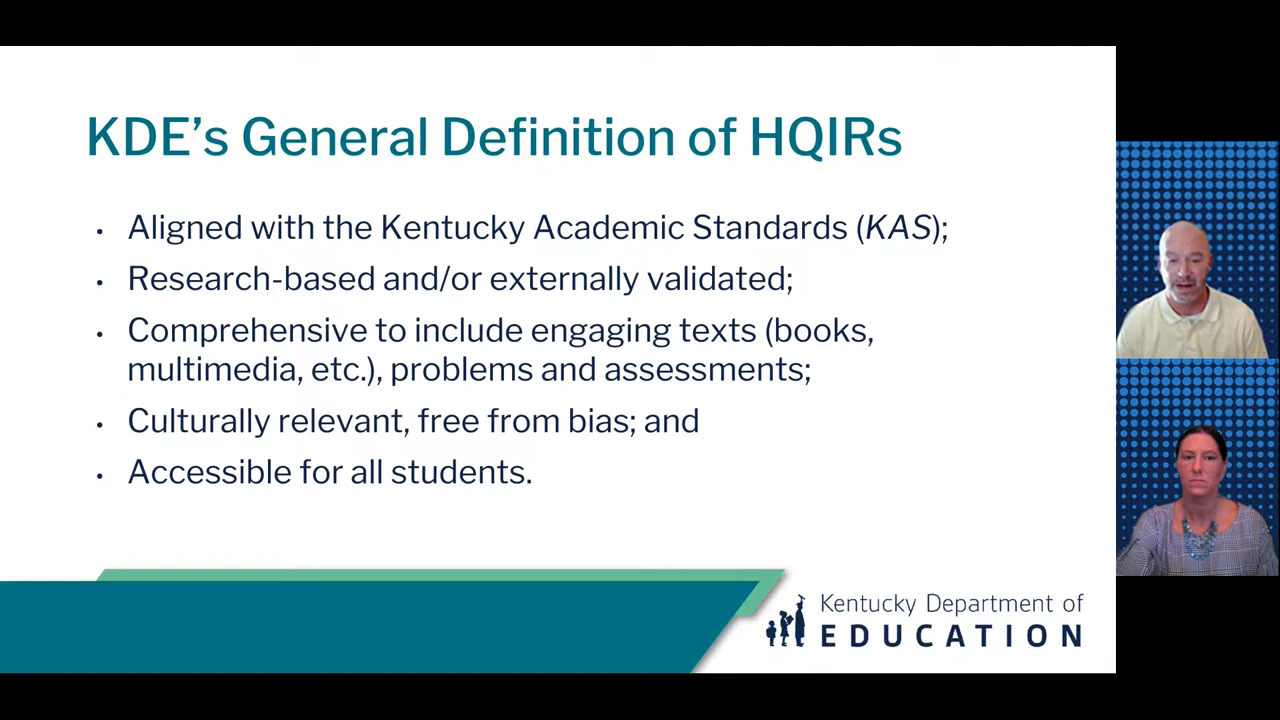 KDE’s General Definition of HQIRs
• Aligned with the Kentucky Academic Standards (KAS);
• Research-based and/or externally validated;
• Comprehensive to include engaging texts (books,
multimedia, etc.), problems and assessments;
• Culturally relevant, free from bias; and
• Accessible for all students.
Kentucky Department of
EDUCATION